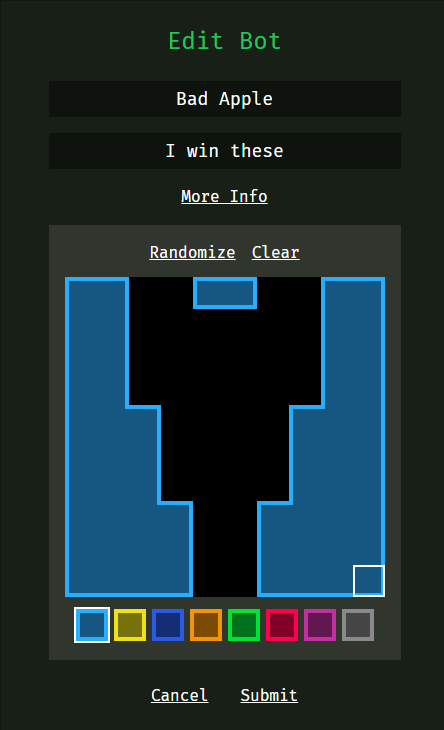 Edit Bot
Bad Apple
I win these
More Info
Randomize Clear
Cancel Submit